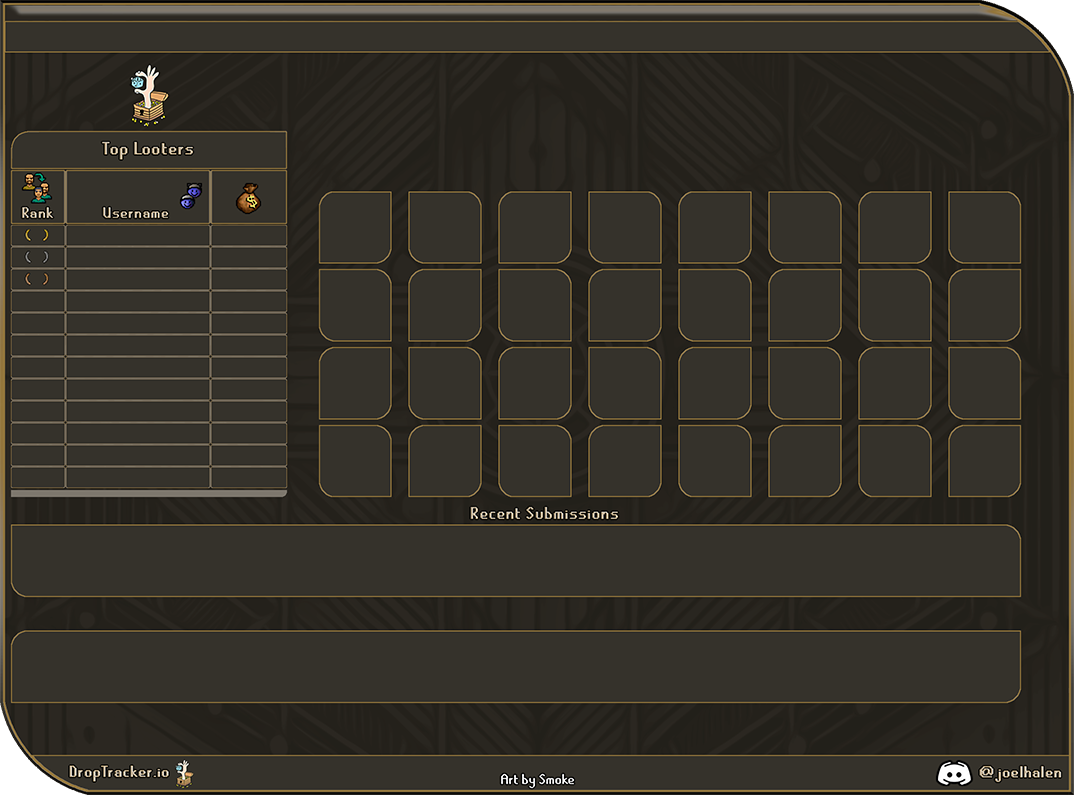 Top Looters
Rank
Username
( )
( )
( )
Recent Submissions
DropTracker.io
Art by Smoke
@joelhalen